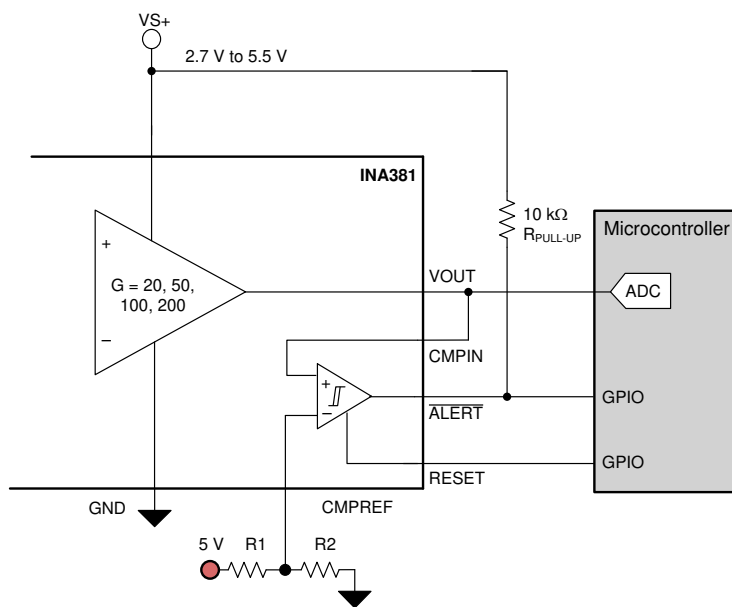 VS+
2.7 V to 5.5 V
INA381
10 kΩ
RPULL-UP
Microcontroller
+
G = 20, 50,
100, 200
−
VOUT
ADC
CMPIN
+
−
ALERT
GPIO
GPIO
RESET
GND
CMPREF
5 V
R1
R2